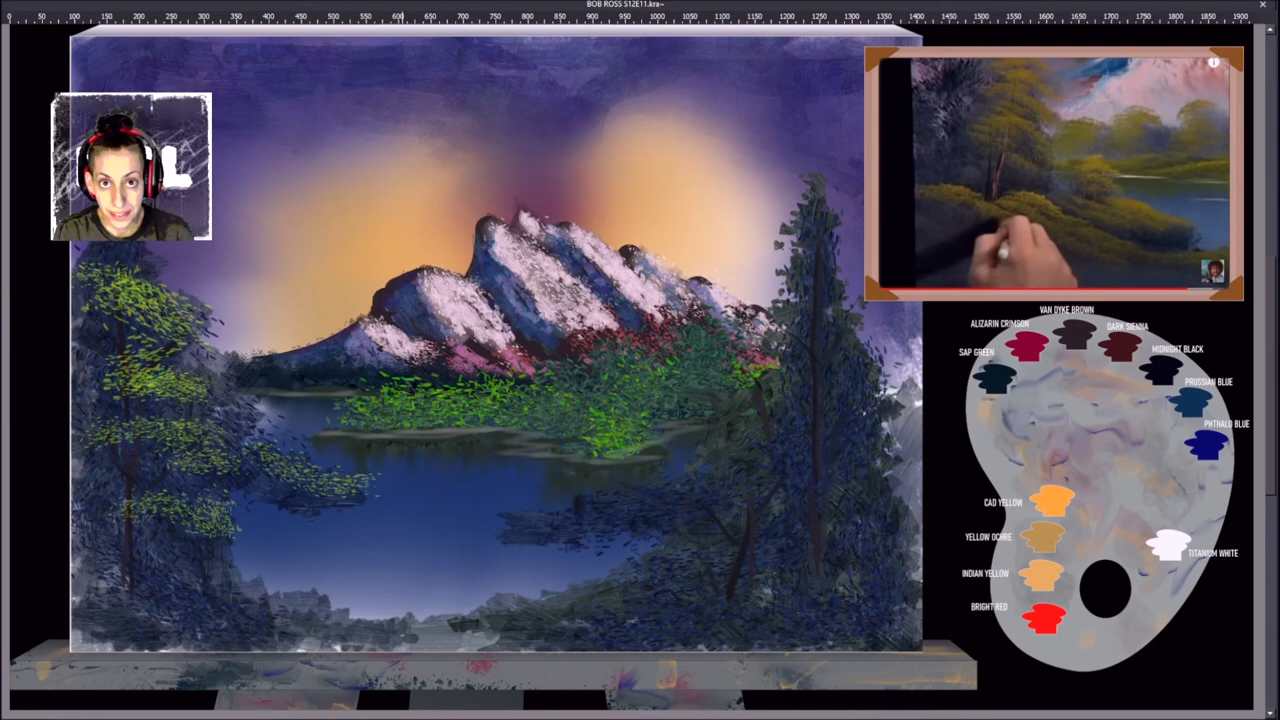 BOB ROSS S12E11.kra~
0 50 100 150 200 250 300 350 400 450 500 550 600 650 700 750 800 850 900 950 1000 1050 1100 1150 1200 1250 1300 1350 1400 1450 1500 1550 1600 1650 1700 1750 1800 1850 1900
VAN DYKE BROWN
ALIZARIN CRIMSON
DARK SIENNA
SAP GREEN
MIDNIGHT BLACK
PRUSSIAN BLUE
PHTHALO BLUE
CAD YELLOW
YELLOW OCHRE
TITANIUM WHITE
INDIAN YELLOW
BRIGHT RED